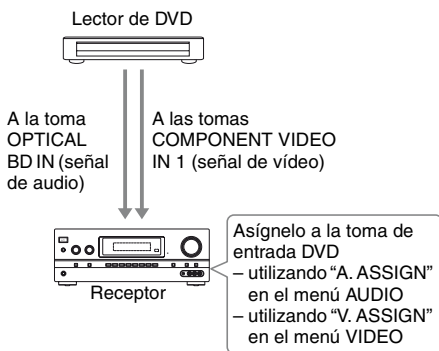 Lector de DVD
A la toma
OPTICAL
BD IN (señal
de audio)
A las tomas
COMPONENT VIDEO
IN 1 (señal de vídeo)
Receptor
Asígnelo a la toma de
entrada DVD
– utilizando “A. ASSIGN”
en el menú AUDIO
– utilizando “V. ASSIGN”
en el menú VIDEO